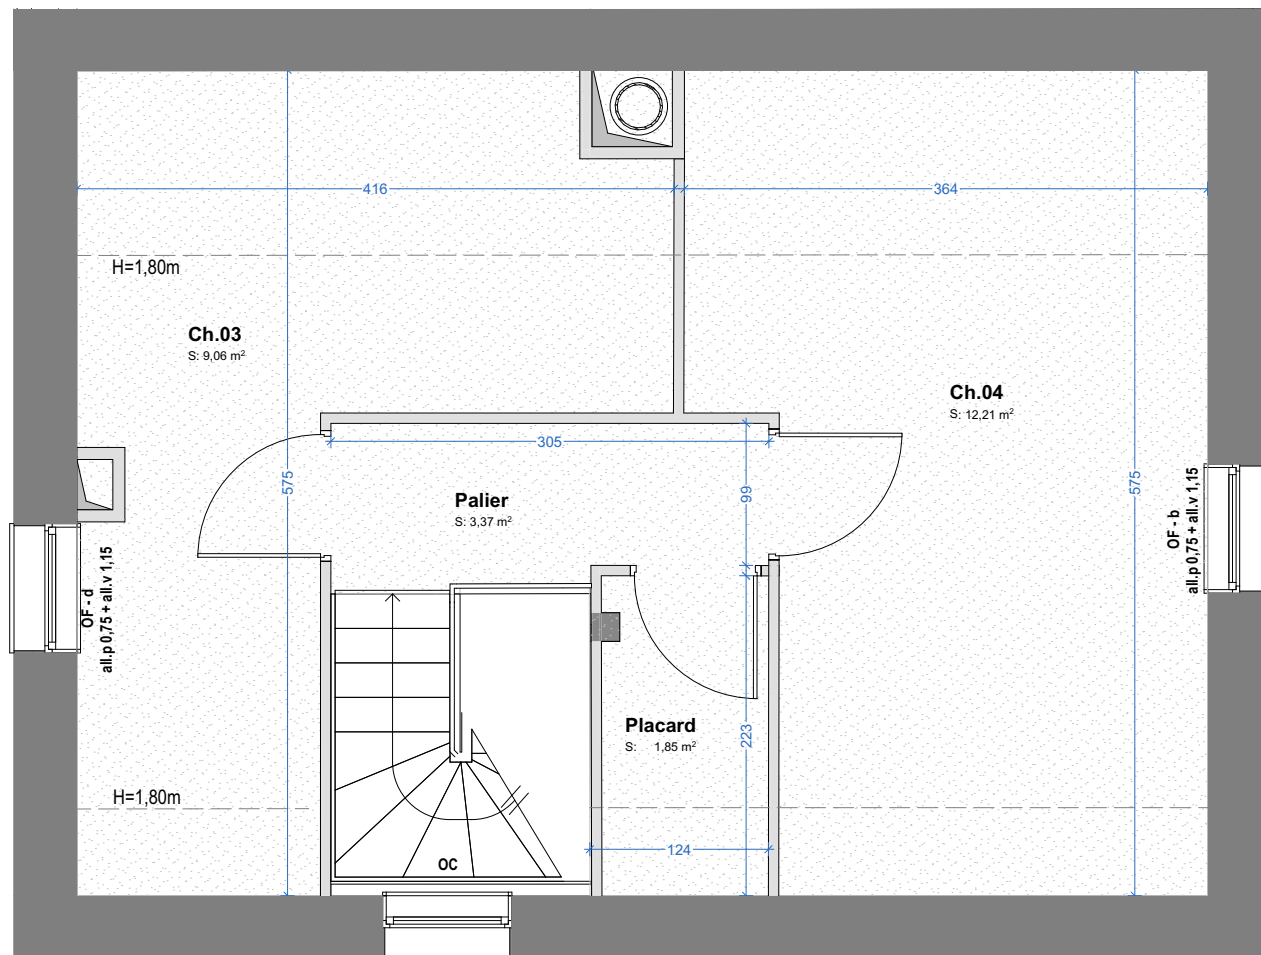 416
364
H=1,80m
Ch.03
S: 9,06 m²
Ch.04
S: 12,21 m²
305
575
99
575
Palier
S: 3,37 m²
OF - b
all.p 0,75 + all.v 1,15
OF - d
all.p 0,75 + all.v 1,15
Placard
S: 1,85 m²
223
H=1,80m
124
OC